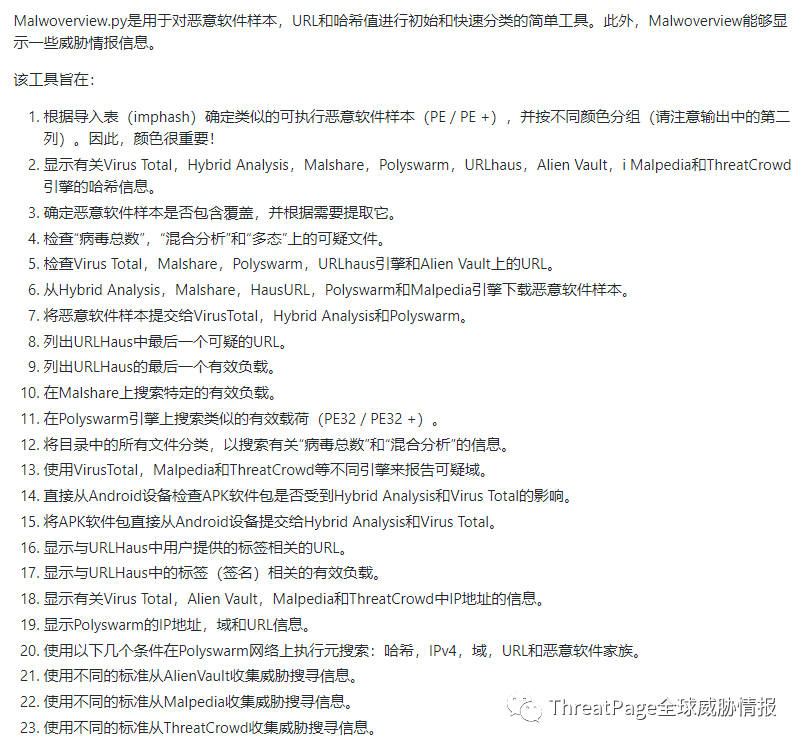 Malwoverview.py是用于对恶意软件样本，URL和哈希值进行初始和快速分类的简单工具。此外，Malwoverview能够显
示一些威胁情报信息。
该工具旨在：
1. 根据导入表（imphash）确定类似的可执行恶意软件样本（PE / PE +），并按不同颜色分组（请注意输出中的第二
列）。因此，颜色很重要！
2. 显示有关Virus Total，Hybrid Analysis，Malshare，Polyswarm，URLhaus，Alien Vault，i Malpedia和ThreatCrowd
引擎的哈希信息。
3. 确定恶意软件样本是否包含覆盖，并根据需要提取它。
4. 检查“病毒总数”，“混合分析”和“多态”上的可疑文件。
5. 检查Virus Total，Malshare，Polyswarm，URLhaus引擎和Alien Vault上的URL。
6. 从Hybrid Analysis，Malshare，HausURL，Polyswarm和Malpedia引擎下载恶意软件样本。
7. 将恶意软件样本提交给VirusTotal，Hybrid Analysis和Polyswarm。
8. 列出URLHaus中最后一个可疑的URL。
9. 列出URLHaus的最后一个有效负载。
10. 在Malshare上搜索特定的有效负载。
11. 在Polyswarm引擎上搜索类似的有效载荷（PE32 / PE32 +）。
12. 将目录中的所有文件分类，以搜索有关“病毒总数”和“混合分析”的信息。
13. 使用VirusTotal，Malpedia和ThreatCrowd等不同引擎来报告可疑域。
14. 直接从Android设备检查APK软件包是否受到Hybrid Analysis和Virus Total的影响。
15. 将APK软件包直接从Android设备提交给Hybrid Analysis和Virus Total。
16. 显示与URLHaus中用户提供的标签相关的URL。
17. 显示与URLHaus中的标签（签名）相关的有效负载。
18. 显示有关Virus Total，Alien Vault，Malpedia和ThreatCrowd中IP地址的信息。
19. 显示Polyswarm的IP地址，域和URL信息。
20. 使用以下几个条件在Polyswarm网络上执行元搜索：哈希，IPv4，域，URL和恶意软件家族。
21. 使用不同的标准从AlienVault收集威胁搜寻信息。
22. 使用不同的标准从Malpedia收集威胁搜寻信息。
23. 使用不同的标准从ThreatCrowd收集威胁搜寻信息。
ThreatPage全球威胁情报